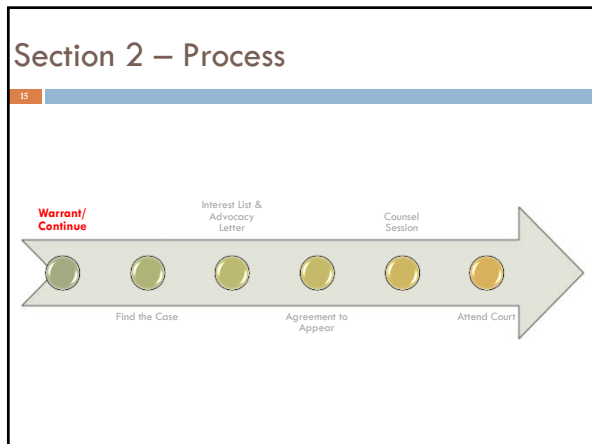 Section 2 – Process
15
Warrant/
Continue
Find the Case
Interest List &
Advocacy
Letter
Agreement to
Appear
Counsel
Session
Attend Court